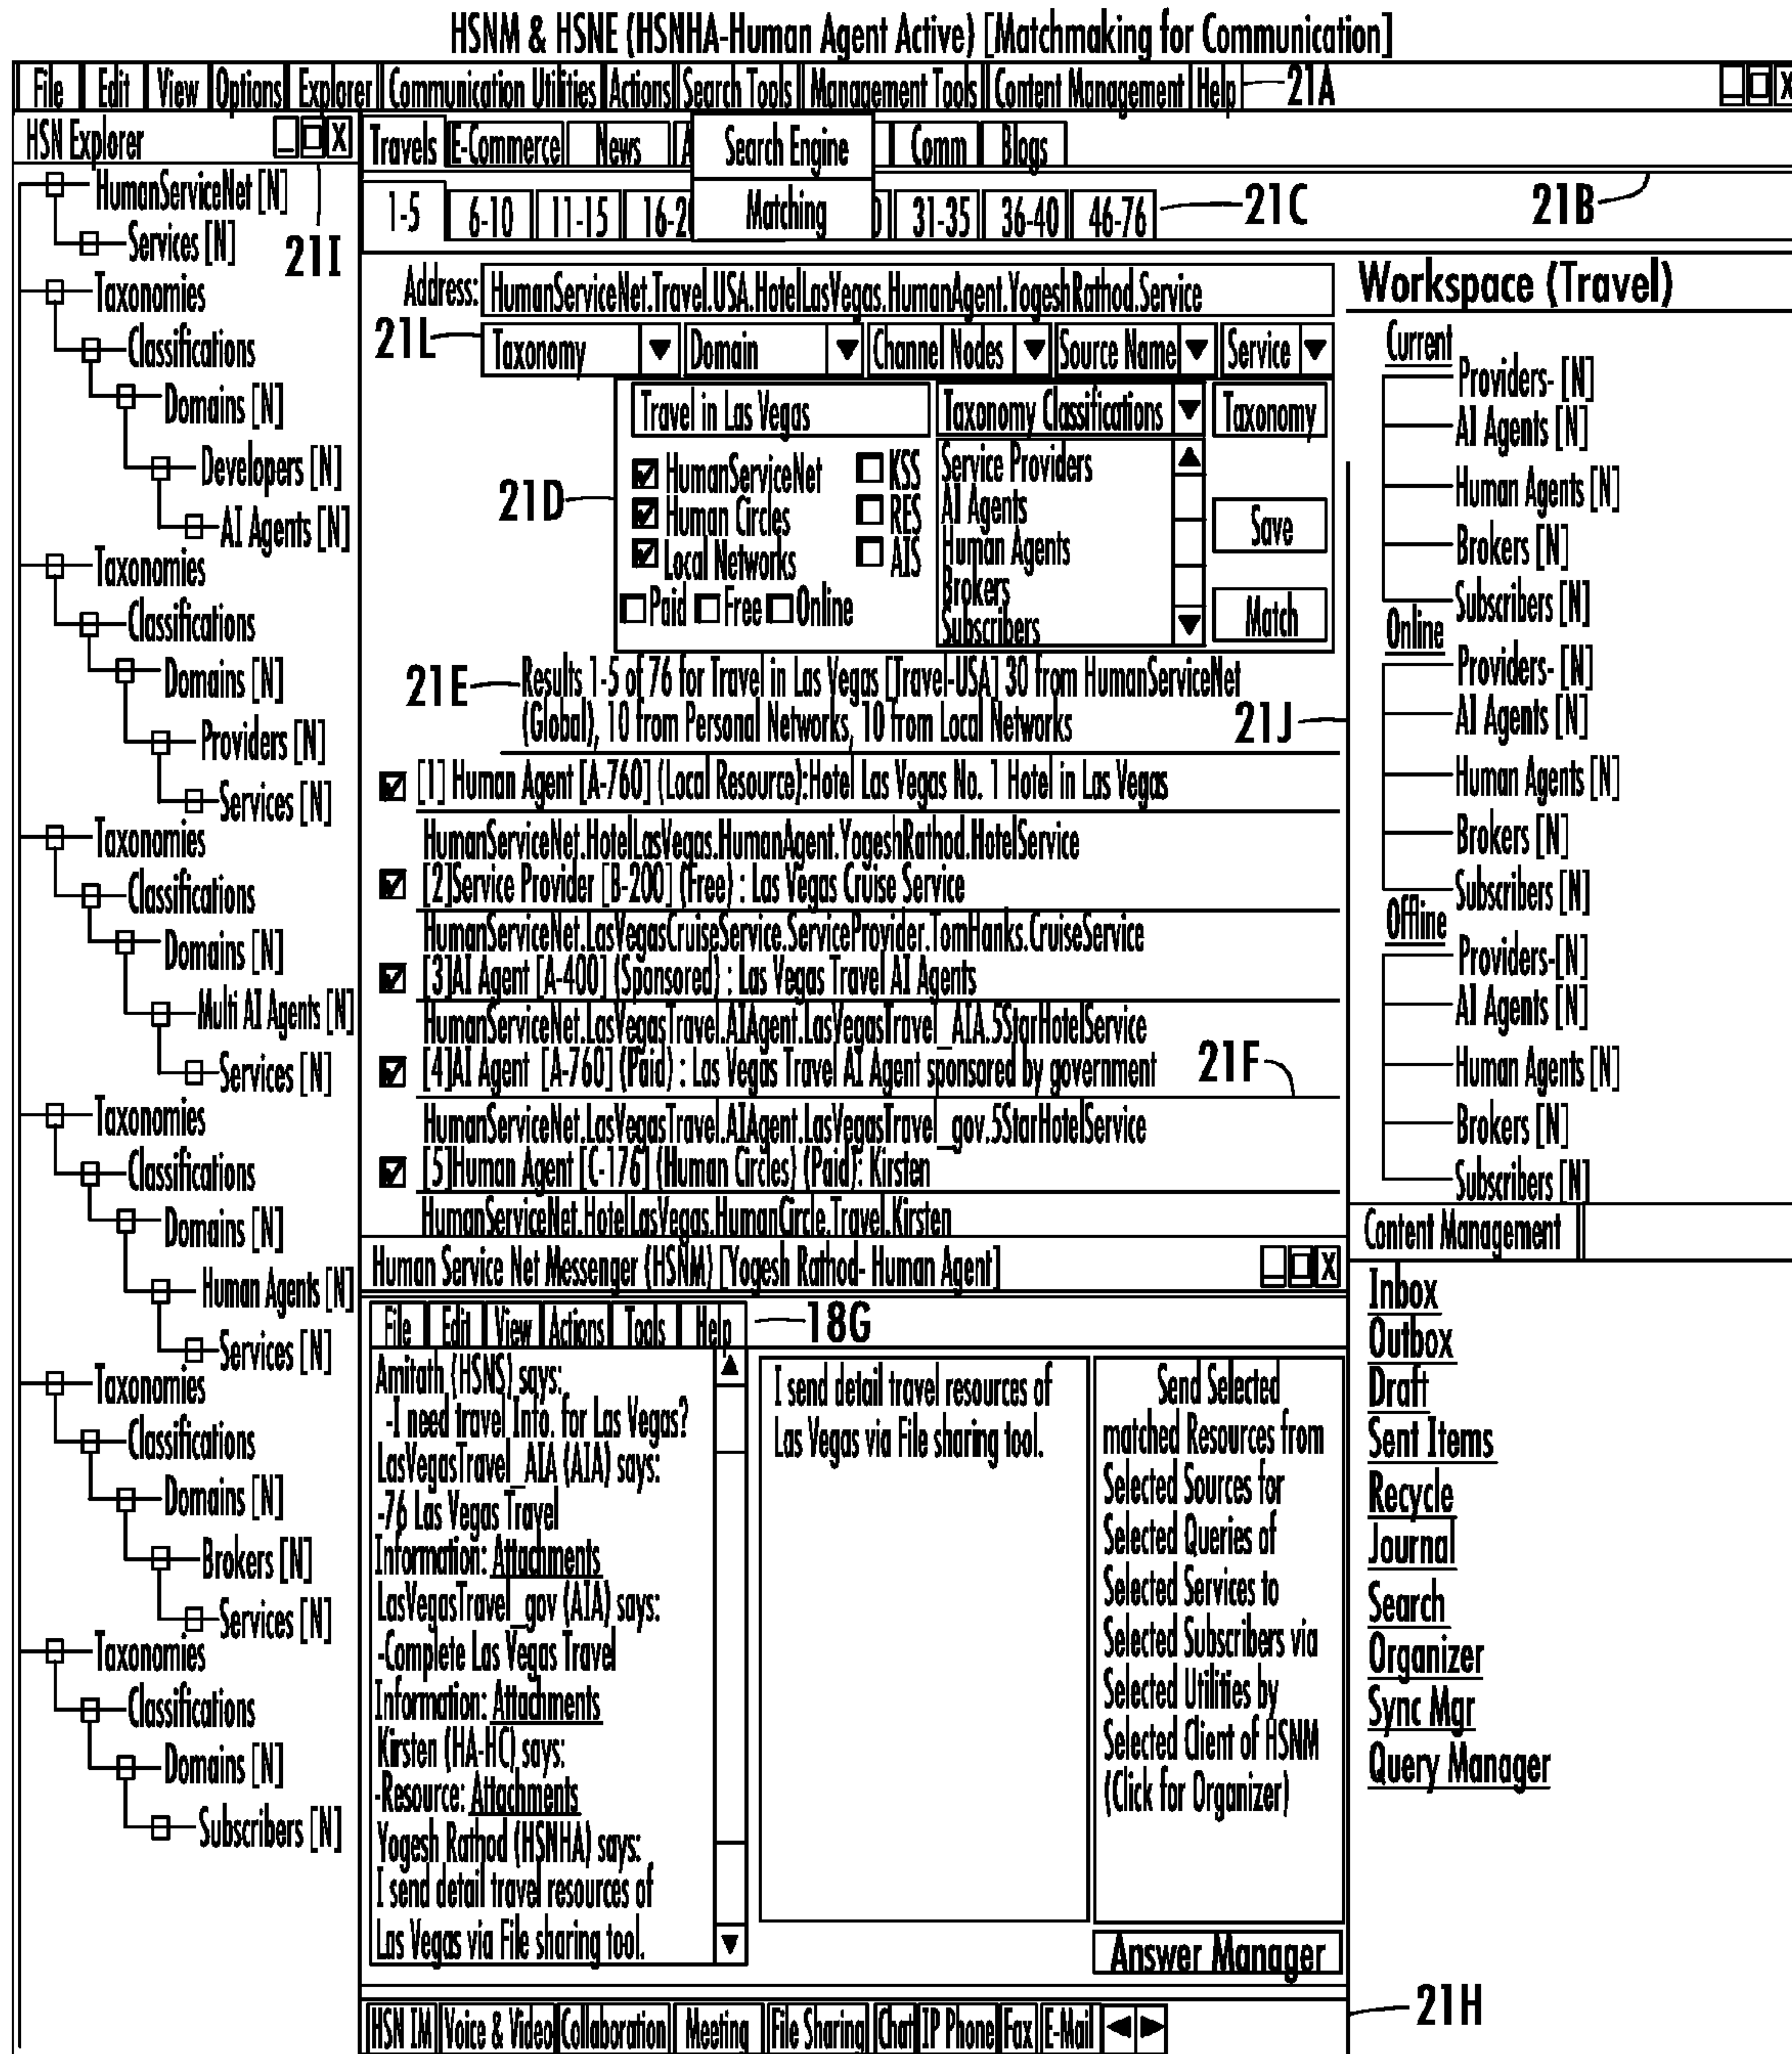 HSNM & HSNE (HSNHA-Human Agent Active) [Matchmaking for Communication]
File Edit View Options Explorer Communication Utilities Actions Search Tools Management Tools Content Management Help 21A
HSN Explorer
21I
HumanServiceNet [N]
Services [N]
Taxonomies
Classifications
Domains [N]
Developers [N]
AI Agents [N]
Taxonomies
Classifications
Domains [N]
Providers [N]
Services [N]
Taxonomies
Classifications
Domains [N]
Multi AI Agents [N]
Services [N]
Taxonomies
Classifications
Domains [N]
Human Agents [N]
Services [N]
Taxonomies
Classifications
Domains [N]
Brokers [N]
Services [N]
Taxonomies
Classifications
Domains [N]
Subscribers [N]
Travels E-Commerce News A Comm Blogs
Search Engine
Matching
21B
1-5 6-10 11-15 16-2 0 31-35 36-40 46-76 21C
Address: HumanServiceNet.Travel.USA.HotelLasVegas.HumanAgent.YogeshRathod.Service
21L Taxonomy Domain Channel Nodes Source Name Service
21D
Travel in Las Vegas Taxonomy Classifications Taxonomy
HumanServiceNet KSS
Human Circles RES
Local Networks AIS
Paid Free Online
Service Providers
AI Agents
Human Agents
Brokers
Subscribers
Save
Match
21E Results 1-5 of 76 for Travel in Las Vegas [Travel-USA] 30 from HumanServiceNet
(Global), 10 from Personal Networks, 10 from Local Networks
21J
[1] Human Agent [A-760] (Local Resource):Hotel Las Vegas No. 1 Hotel in Las Vegas
HumanServiceNet.HotelLasVegas.HumanAgent.YogeshRathod.HotelService
[2]Service Provider [B-200] (Free) : Las Vegas Cruise Service
HumanServiceNet.LasVegasCruiseService.ServiceProvider.TomHanks.CruiseService
[3]AI Agent [A-400] (Sponsored) : Las Vegas Travel AI Agents
HumanServiceNet.LasVegasTravel.AIAgent.LasVegasTravel_AIA.5StarHotelService
[4]AI Agent [A-760] (Paid) : Las Vegas Travel AI Agent sponsored by government
21F
HumanServiceNet.LasVegasTravel.AIAgent.LasVegasTravel_gov.5StarHotelService
[5]Human Agent [C-176] (Human Circles) (Paid): Kirsten
HumanServiceNet.HotelLasVegas.HumanCircle.Travel.Kirsten
Human Service Net Messenger (HSNM) [Yogesh Rathod- Human Agent]
File Edit View Actions Tools Help 18G
Amitath (HSNS) says:
-I need travel Info. for Las Vegas?
LasVegasTravel_AIA (AIA) says:
-76 Las Vegas Travel
Information: Attachments
LasVegasTravel_gov (AIA) says:
-Complete Las Vegas Travel
Information: Attachments
Kirsten (HA-HC) says:
-Resource: Attachments
Yogesh Rathod (HSNHA) says:
I send detail travel resources of
Las Vegas via File sharing tool.
I send detail travel resources of
Las Vegas via File sharing tool.
Send Selected
matched Resources from
Selected Sources for
Selected Queries of
Selected Services to
Selected Subscribers via
Selected Utilities by
Selected Client of HSNM
(Click for Organizer)
Answer Manager
HSN IM Voice & Video Collaboration Meeting File Sharing Chat IP Phone Fax E-Mail
Workspace (Travel)
Current
Providers- [N]
AI Agents [N]
Human Agents [N]
Brokers [N]
Subscribers [N]
Online
Providers- [N]
AI Agents [N]
Human Agents [N]
Brokers [N]
Subscribers [N]
Offline
Providers-[N]
AI Agents [N]
Human Agents [N]
Brokers [N]
Subscribers [N]
Content Management
Inbox
Outbox
Draft
Sent Items
Recycle
Journal
Search
Organizer
Sync Mgr
Query Manager
21H